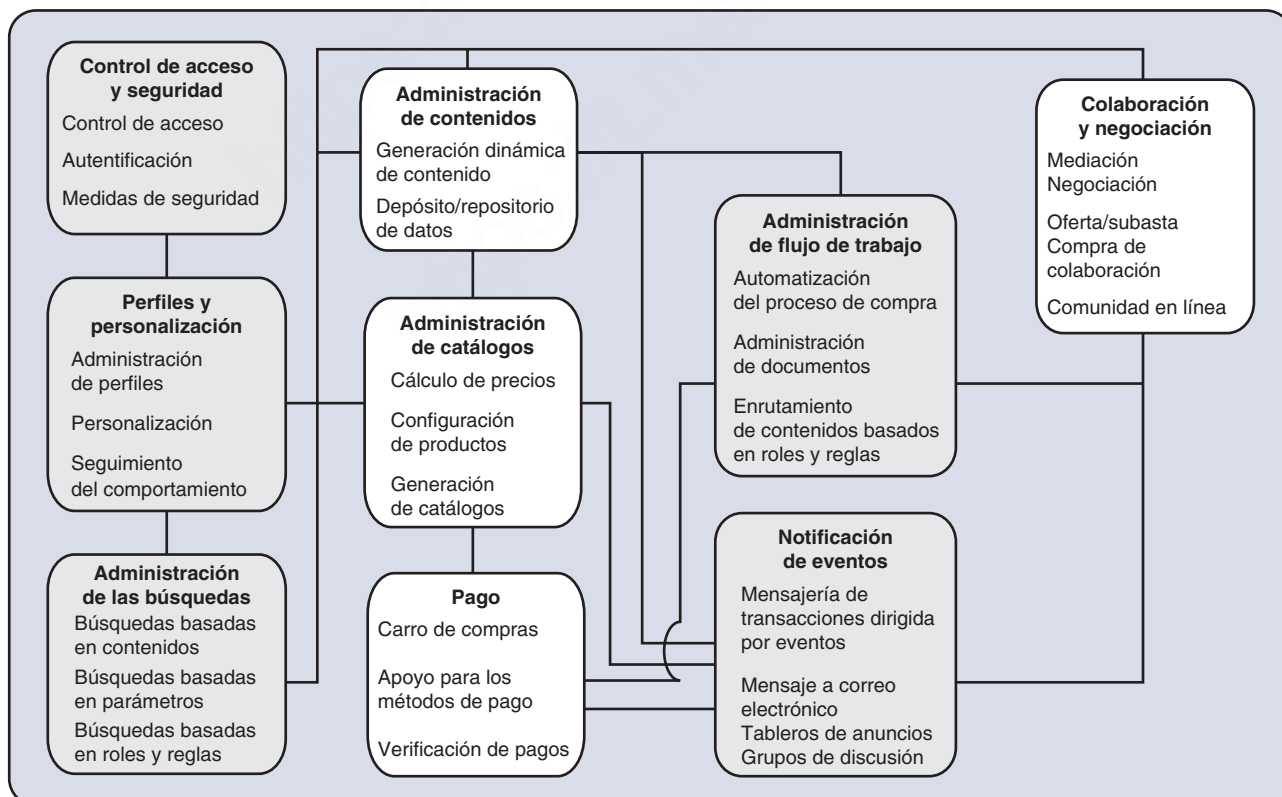 Control de acceso
y seguridad
Control de acceso
Autentificación
Medidas de seguridad
Perfiles y
personalización
Administración
de perfiles
Personalización
Seguimiento
del comportamiento
Administración
de las búsquedas
Búsquedas basadas
en contenidos
Búsquedas basadas
en parámetros
Búsquedas basadas
en roles y reglas
Administración
de contenidos
Generación dinámica
de contenido
Depósito/repositorio
de datos
Administración
de catálogos
Cálculo de precios
Configuración
de productos
Generación
de catálogos
Pago
Carro de compras
Apoyo para los
métodos de pago
Verificación de pagos
Administración
de flujo de trabajo
Automatización
del proceso de compra
Administración
de documentos
Enrutamiento
de contenidos basados
en roles y reglas
Notificación
de eventos
Mensajería de
transacciones dirigida
por eventos
Mensaje a correo
electrónico
Tableros de anuncios
Grupos de discusión
Colaboración
y negociación
Mediación
Negociación
Oferta/subasta
Compra de
colaboración
Comunidad en línea